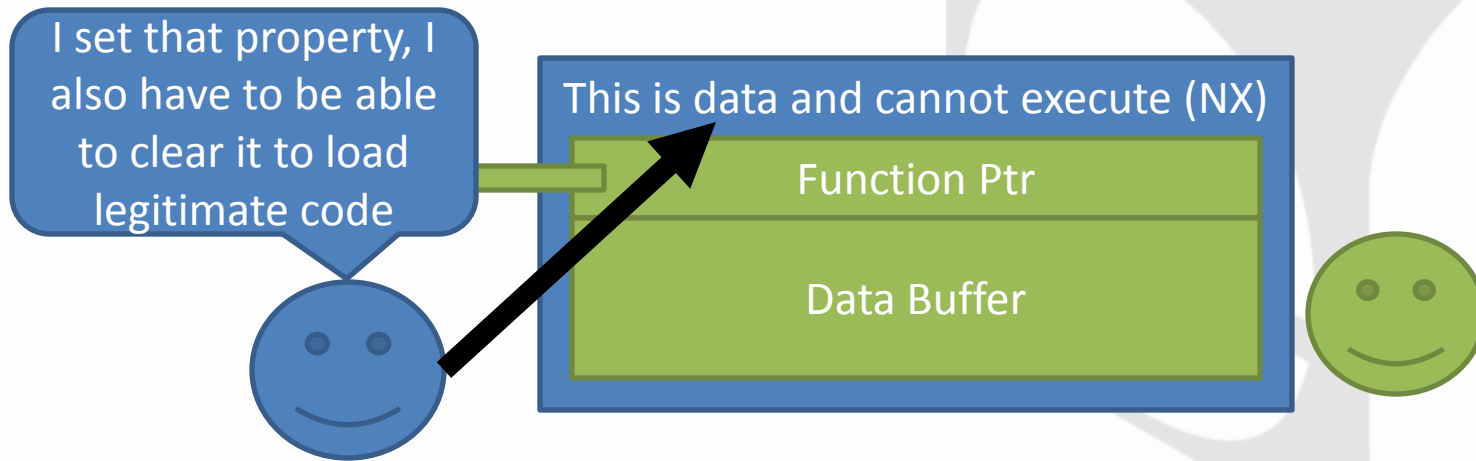 I set that property, I
also have to be able
to clear it to load
legitimate code
This is data and cannot execute (NX)
Function Ptr
Data Buffer